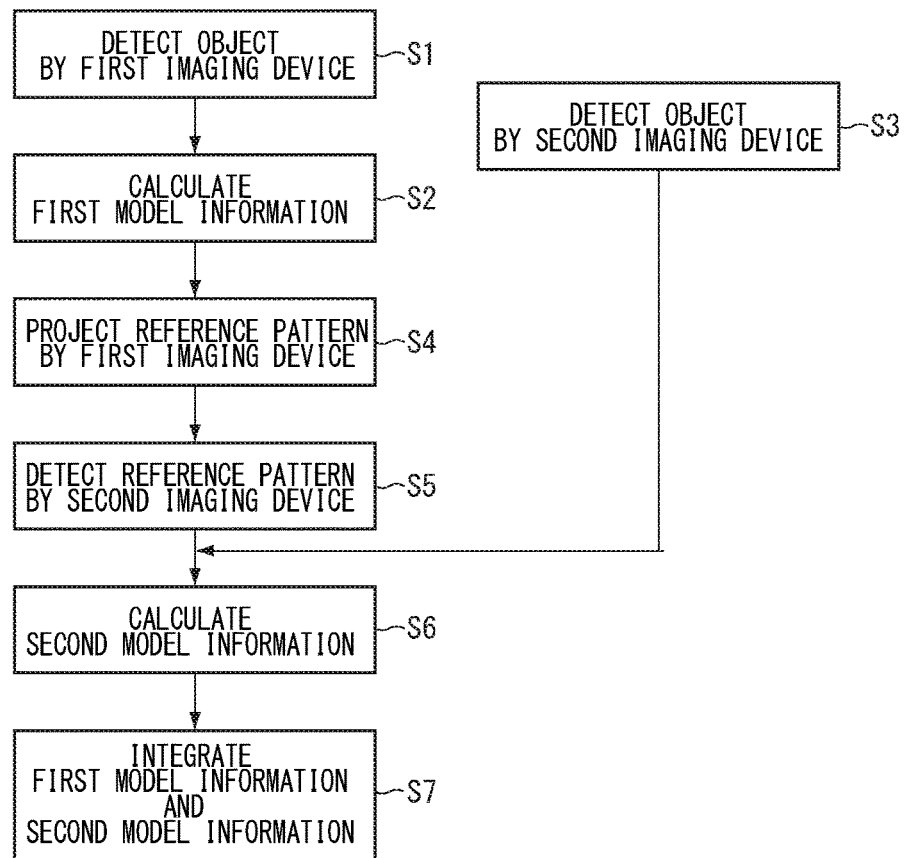 DETECT OBJECT
BY FIRST IMAGING DEVICE
S1
DETECT OBJECT
BY SECOND IMAGING DEVICE
S3
CALCULATE
FIRST MODEL INFORMATION
S2
PROJECT REFERENCE PATTERN
BY FIRST IMAGING DEVICE
S4
DETECT REFERENCE PATTERN
BY SECOND IMAGING DEVICE
S5
CALCULATE
SECOND MODEL INFORMATION
S6
INTEGRATE
FIRST MODEL INFORMATION
AND
SECOND MODEL INFORMATION
S7